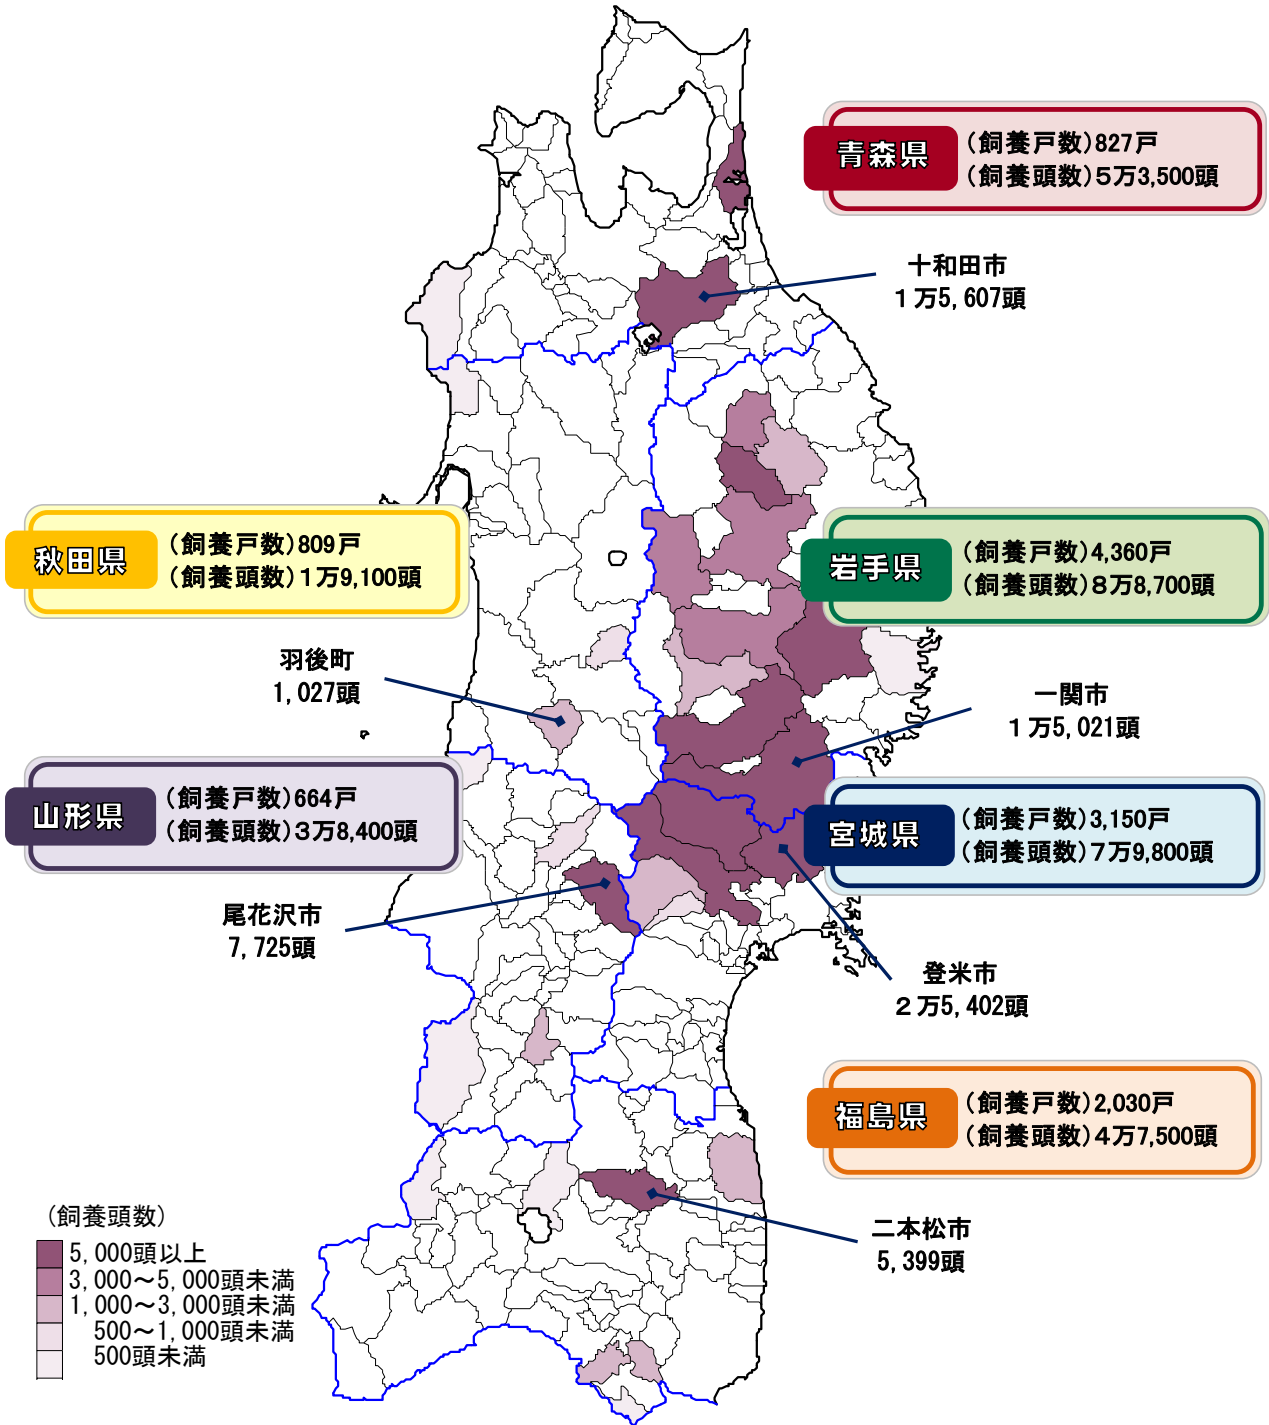 青森県
(飼養戸数)827戸
(飼養頭数)５万3,500頭
十和田市
１万5,607頭
秋田県
(飼養戸数)809戸
(飼養頭数)１万9,100頭
岩手県
(飼養戸数)4,360戸
(飼養頭数)８万8,700頭
羽後町
1,027頭
一関市
１万5,021頭
山形県
(飼養戸数)664戸
(飼養頭数)３万8,400頭
宮城県
(飼養戸数)3,150戸
(飼養頭数)７万9,800頭
尾花沢市
7,725頭
登米市
２万5,402頭
福島県
(飼養戸数)2,030戸
(飼養頭数)４万7,500頭
二本松市
5,399頭
(飼養頭数)
5,000頭以上
3,000～5,000頭未満
1,000～3,000頭未満
500～1,000頭未満
500頭未満